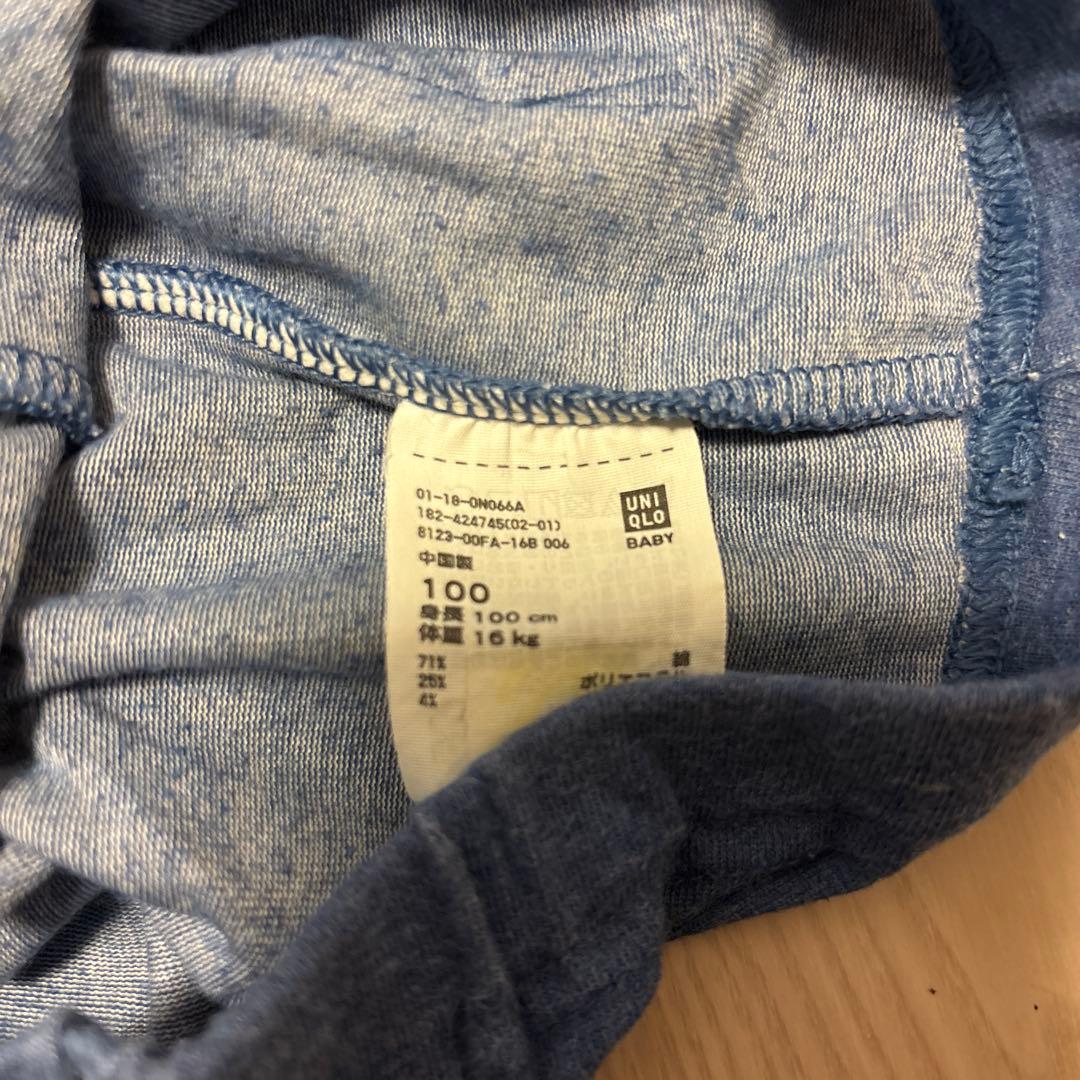 01-18-0N066A
182-424745(02-01)
8123-00FA-16B 006
UNI
QLO
BABY
中国製
100
身長 100 cm
体重 16 kg
71% 綿
25%
4%